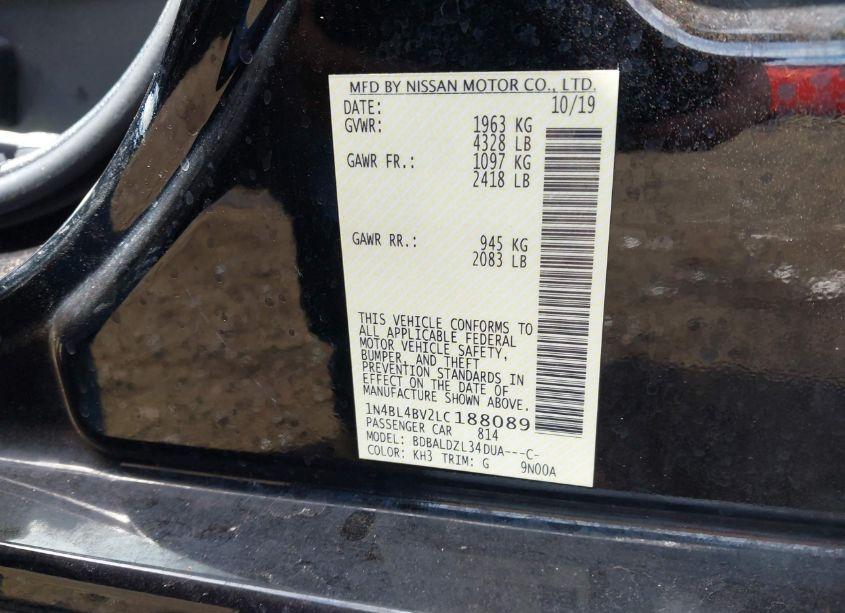 MFD BY NISSAN MOTOR CO., LTD.
DATE: 10/19
GVWR: 1963 KG
4328 LB
GAWR FR.: 1097 KG
2418 LB
GAWR RR.: 945 KG
2083 LB
THIS VEHICLE CONFORMS TO
ALL APPLICABLE FEDERAL
MOTOR VEHICLE SAFETY,
BUMPER, AND THEFT
PREVENTION STANDARDS IN
EFFECT ON THE DATE OF
MANUFACTURE SHOWN ABOVE.
1N4BL4BV2LC188089
PASSENGER CAR 814
MODEL: BDBALDZL34DUA---C-
COLOR: KH3 TRIM: G 9N00A